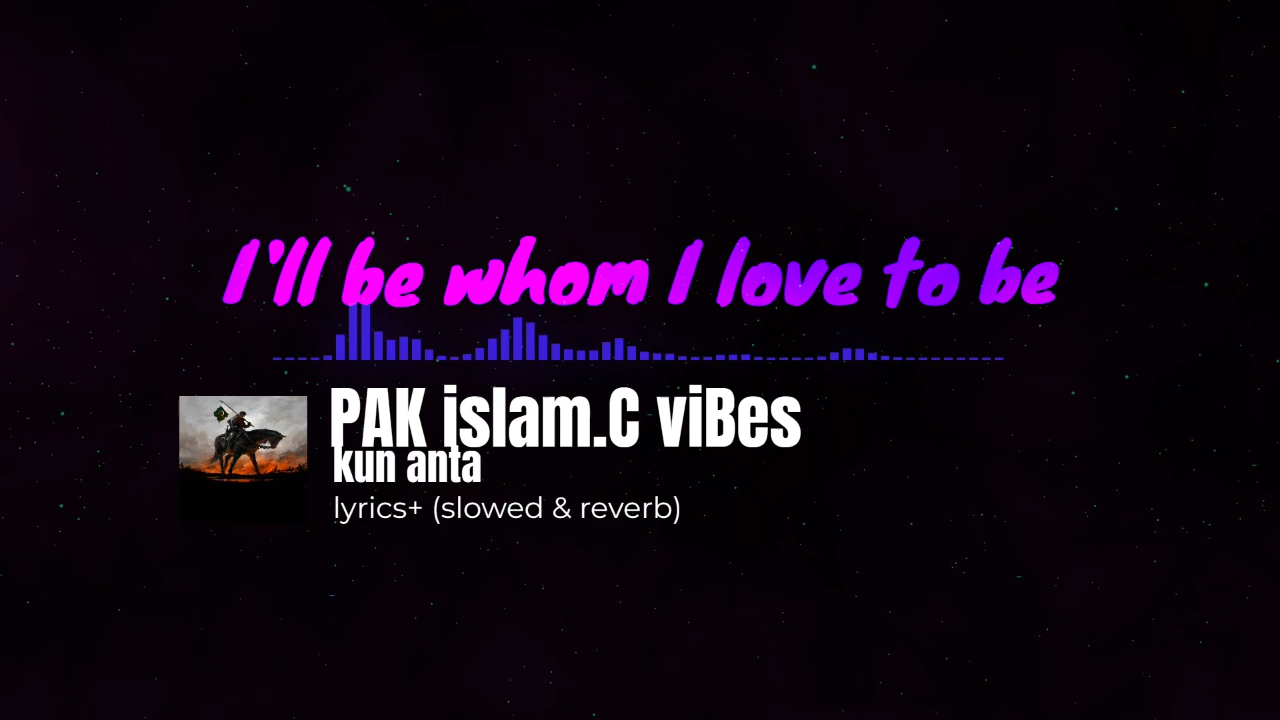 I'll be whom I love to be
PAK islam.C viBes
kun anta
lyrics+ (slowed & reverb)